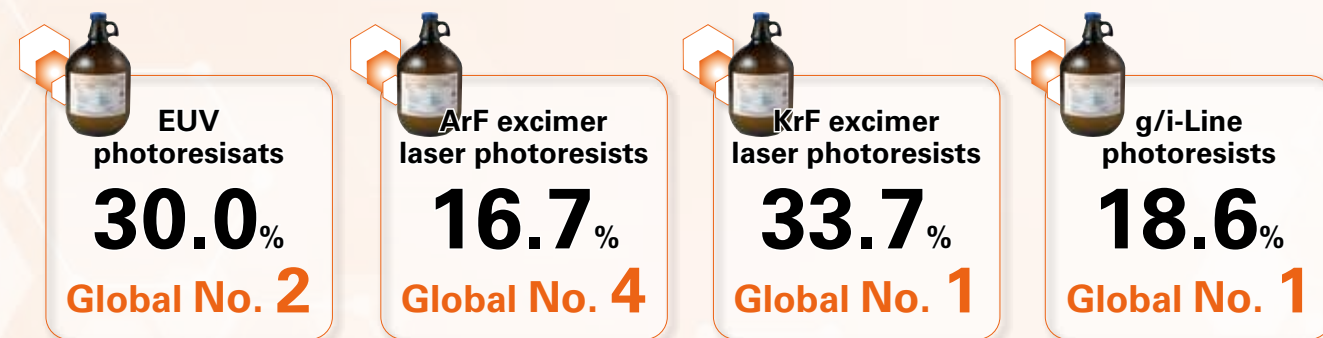 EUV
photoresisats
30.0%
Global No. 2
ArF excimer
laser photoresists
16.7%
Global No. 4
KrF excimer
laser photoresists
33.7%
Global No. 1
g/i-Line
photoresists
18.6%
Global No. 1